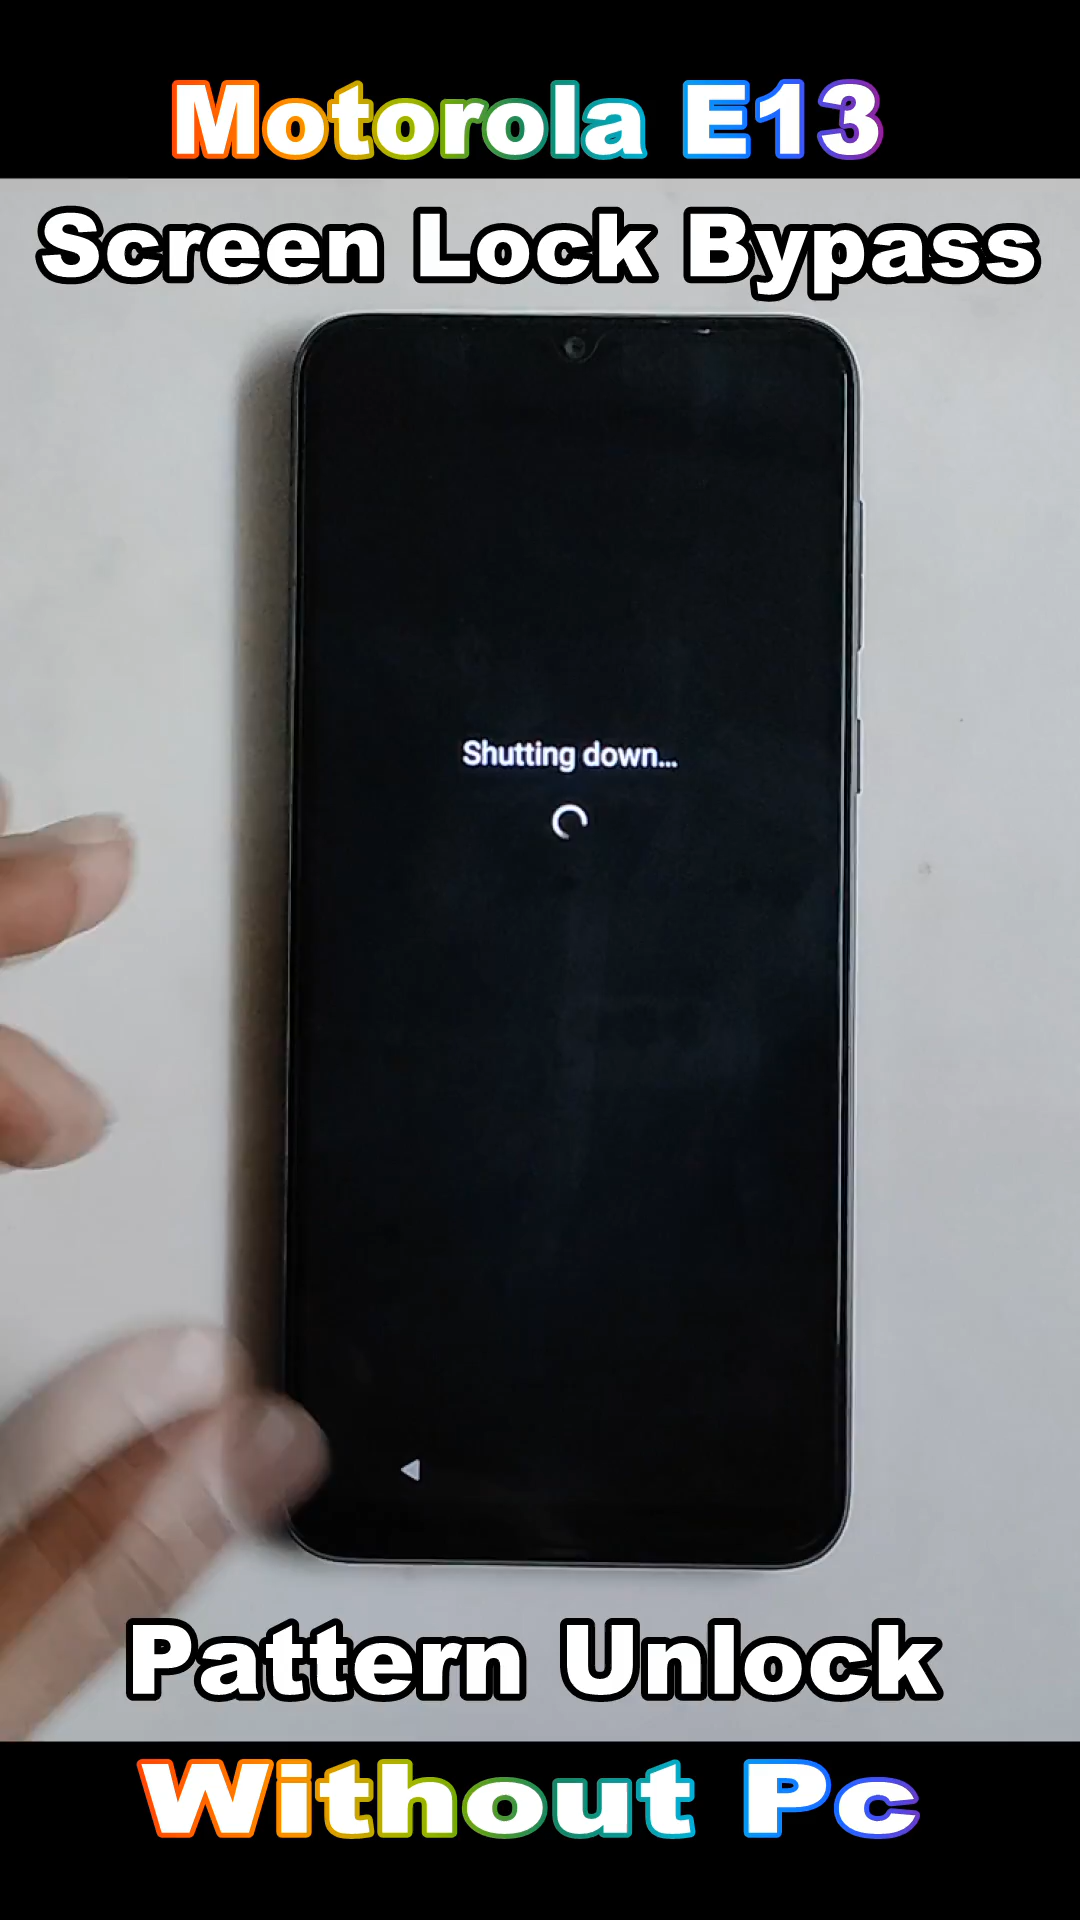 Motorola E13
Screen Lock Bypass
Shutting down...
Pattern Unlock
Without Pc